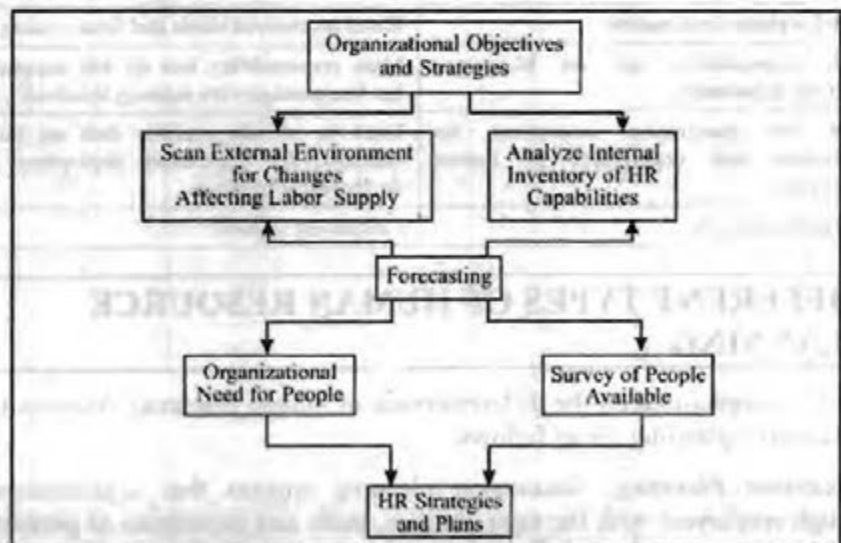 Organizational Objectives
and Strategies
Scan External Environment
for Changes
Affecting Labor Supply
Analyze Internal
Inventory of HR
Capabilities
Forecasting
Organizational
Need for People
Survey of People
Available
HR Strategies
and Plans